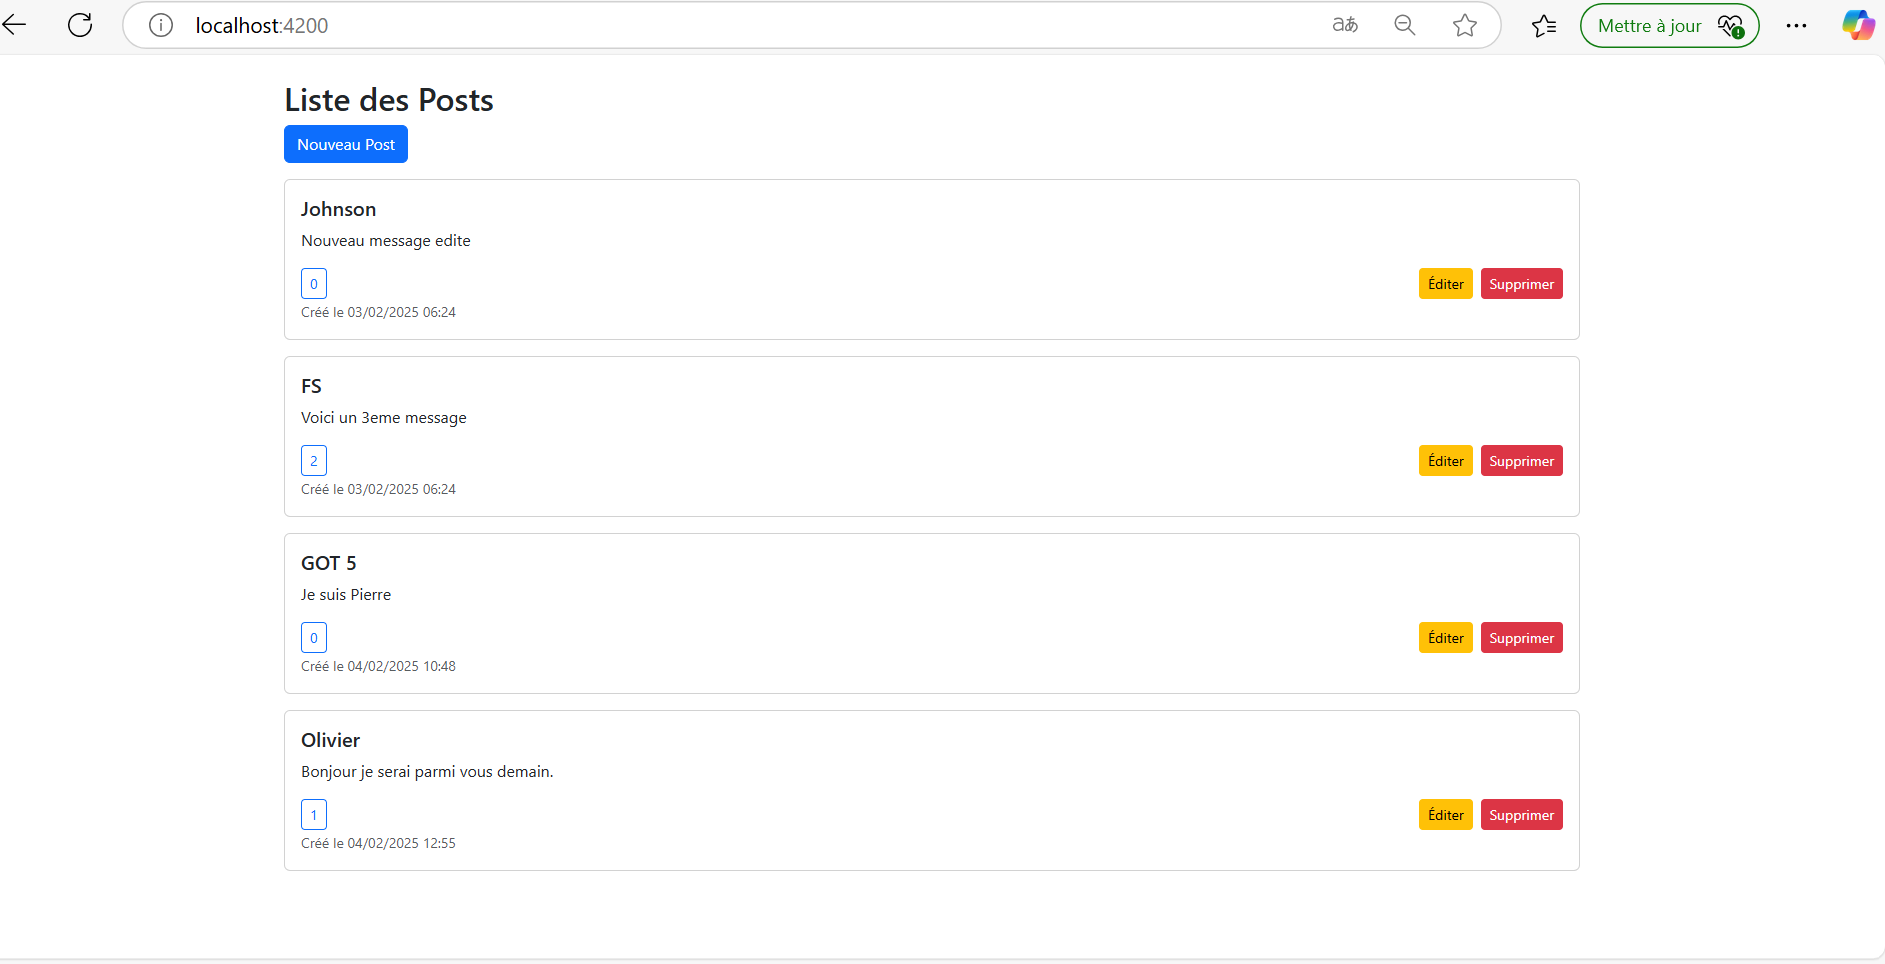 localhost:4200
aあ
Mettre à jour
Liste des Posts
Nouveau Post
Johnson
Nouveau message edite
0
Éditer Supprimer
Créé le 03/02/2025 06:24
FS
Voici un 3eme message
2
Éditer Supprimer
Créé le 03/02/2025 06:24
GOT 5
Je suis Pierre
0
Éditer Supprimer
Créé le 04/02/2025 10:48
Olivier
Bonjour je serai parmi vous demain.
1
Éditer Supprimer
Créé le 04/02/2025 12:55